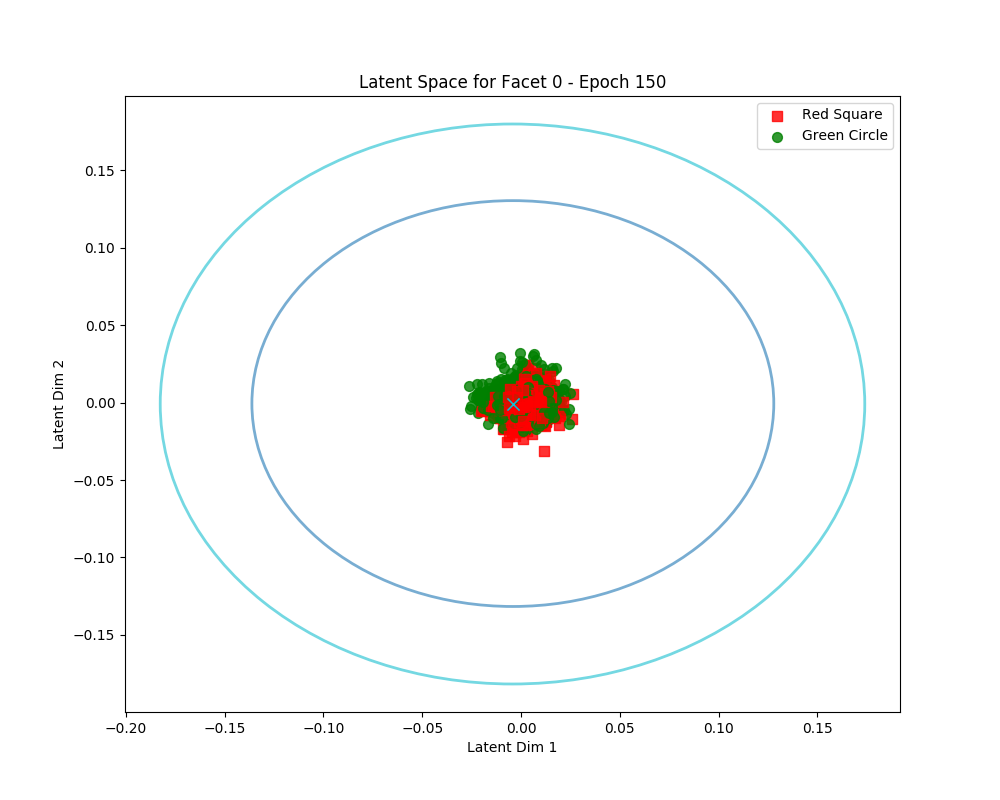 Latent Space for Facet 0 - Epoch 150
Red Square
Green Circle
0.15
0.10
0.05
0.00
−0.05
−0.10
−0.15
Latent Dim 2
−0.20 −0.15 −0.10 −0.05 0.00 0.05 0.10 0.15
Latent Dim 1